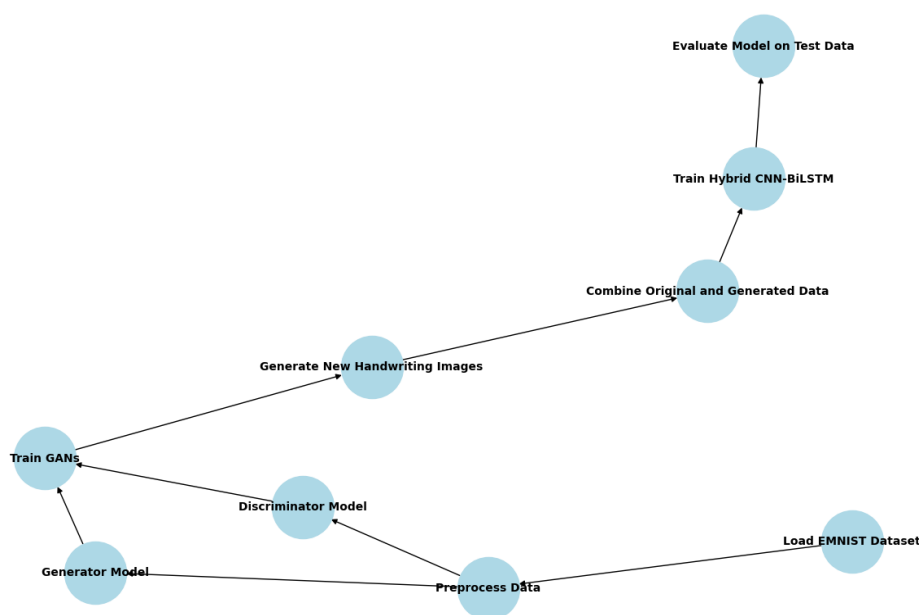 Evaluate Model on Test Data
Train Hybrid CNN-BiLSTM
Combine Original and Generated Data
Generate New Handwriting Images
Train GANs
Discriminator Model
Load EMNIST Dataset
Generator Model
Preprocess Data